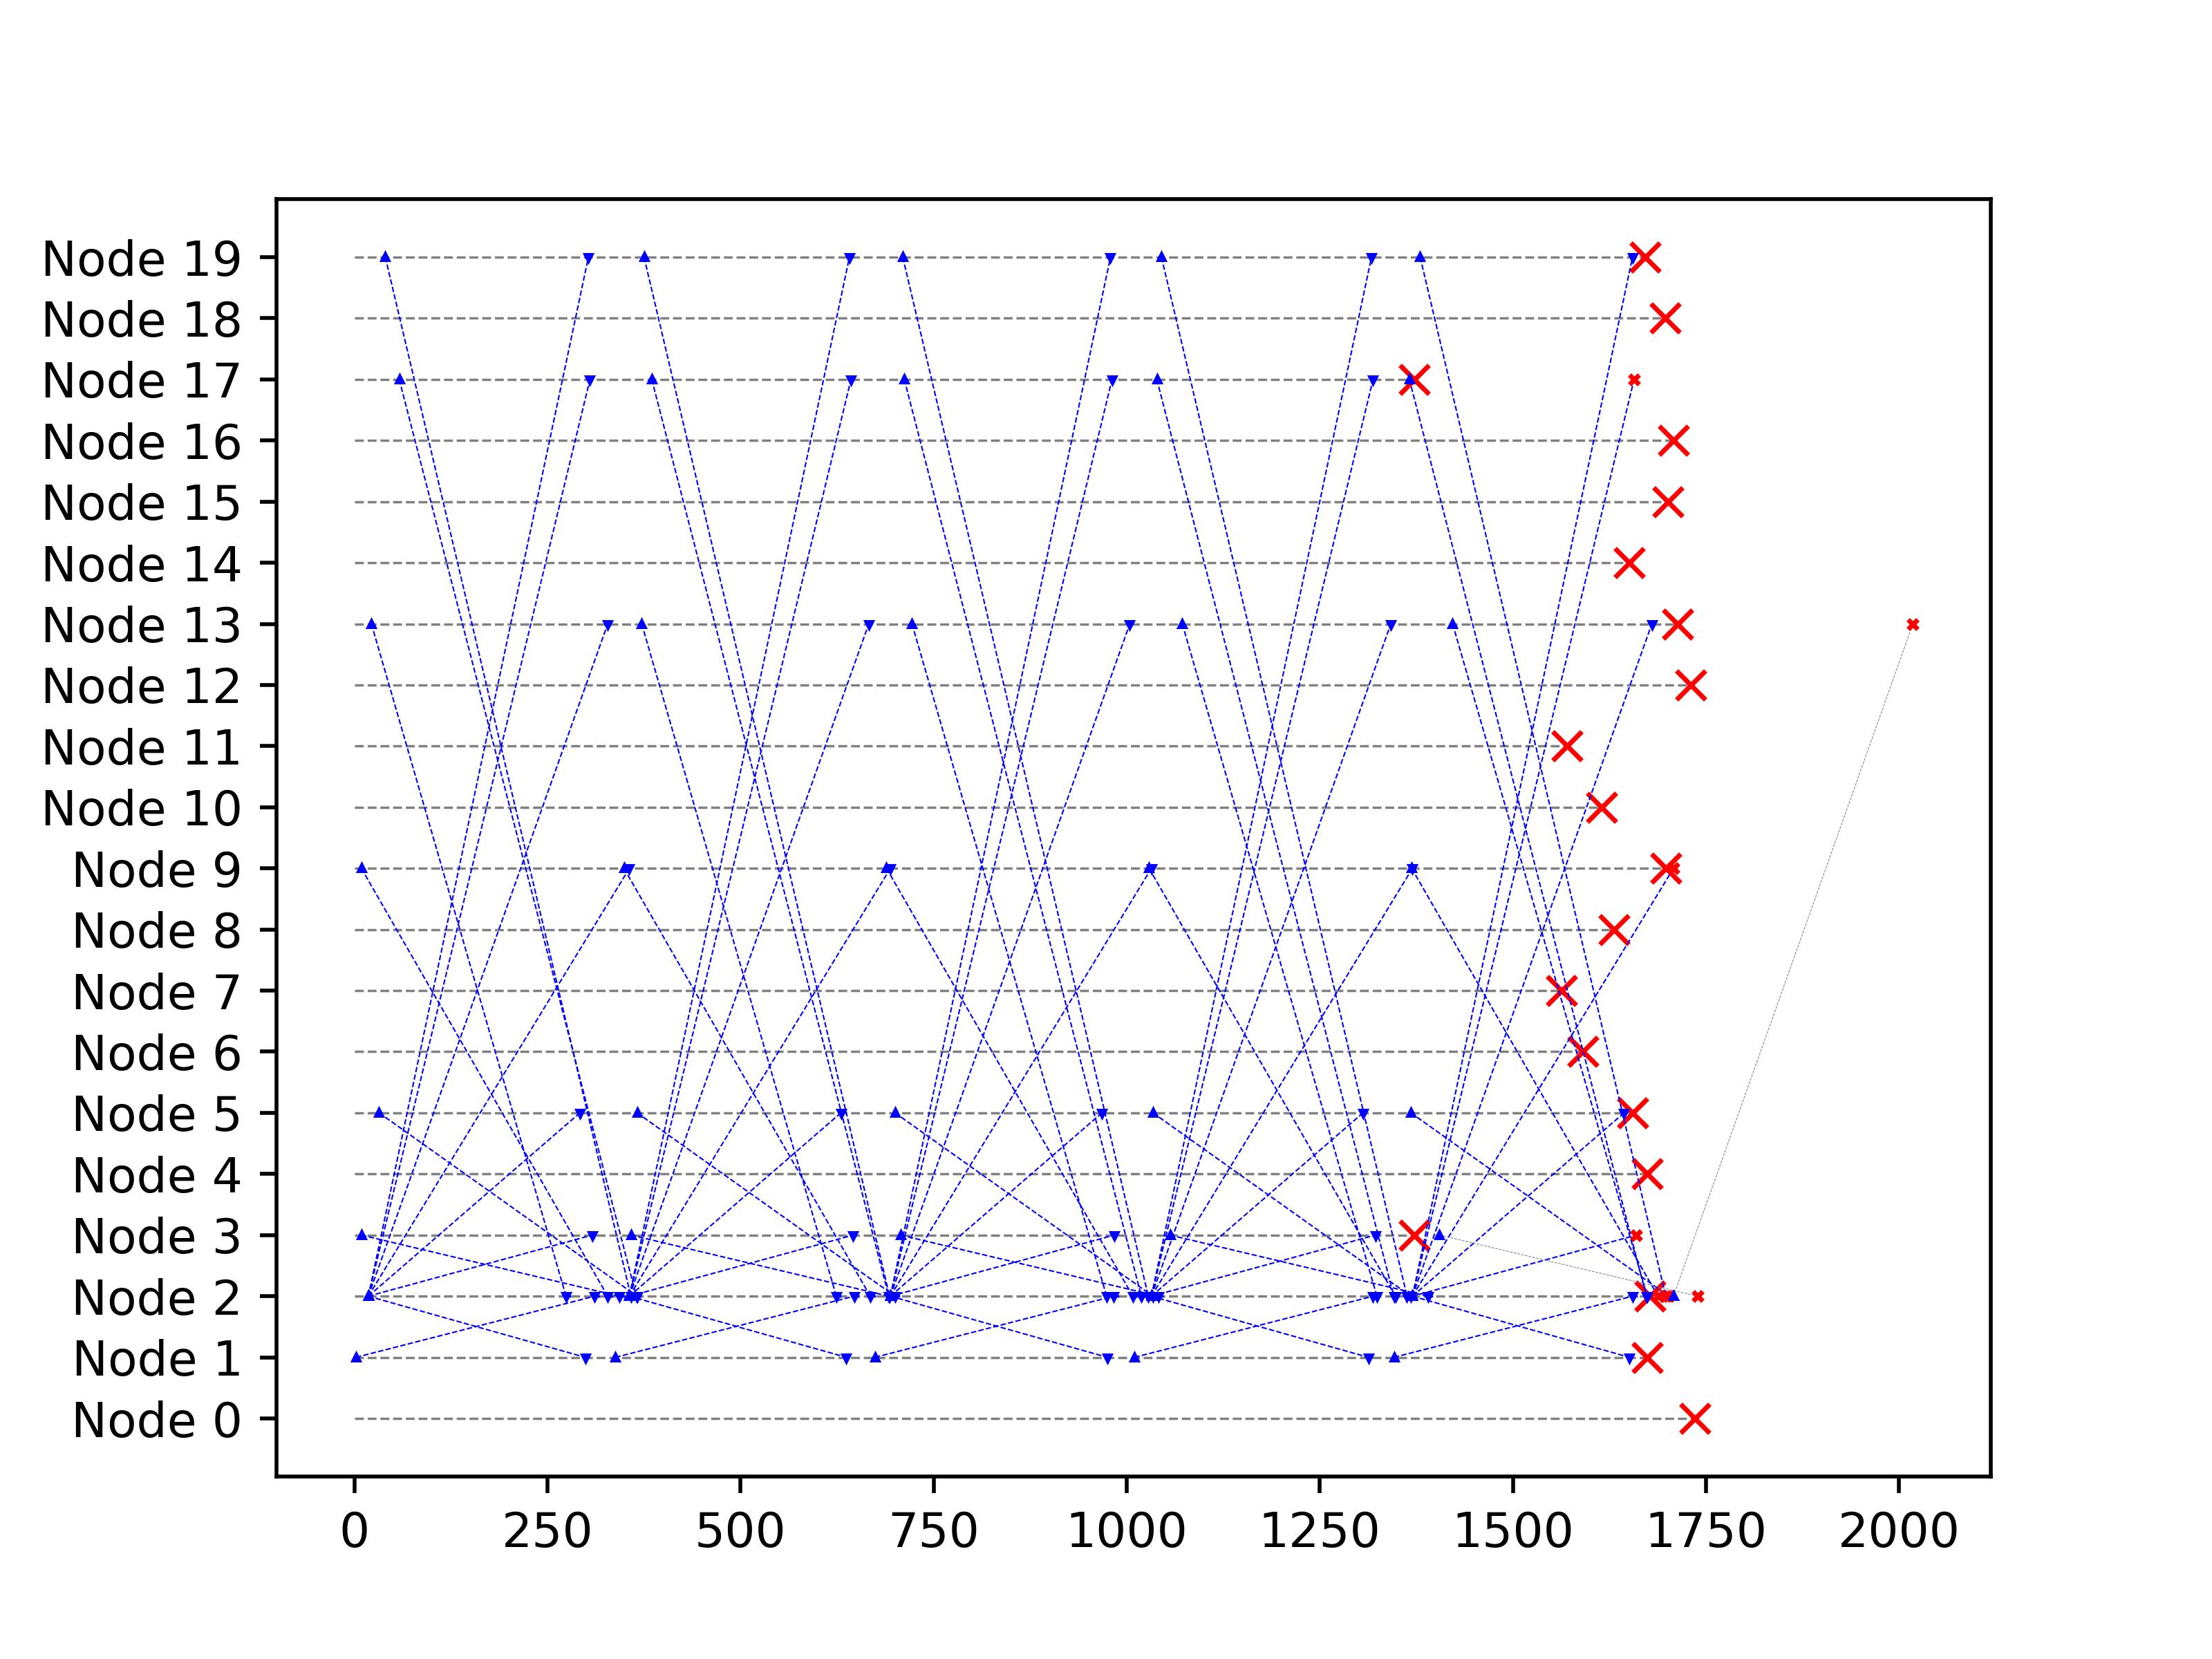 Node 19
Node 18
Node 17
Node 16
Node 15
Node 14
Node 13
Node 12
Node 11
Node 10
Node 9
Node 8
Node 7
Node 6
Node 5
Node 4
Node 3
Node 2
Node 1
Node 0
0 250 500 750 1000 1250 1500 1750 2000